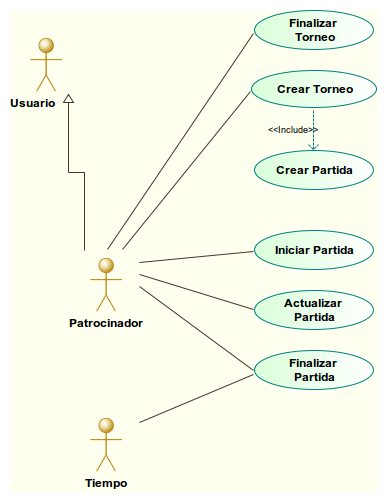 Finalizar
Torneo
Usuario
Crear Torneo
<<Include>>
Crear Partida
Iniciar Partida
Patrocinador
Actualizar
Partida
Finalizar
Partida
Tiempo